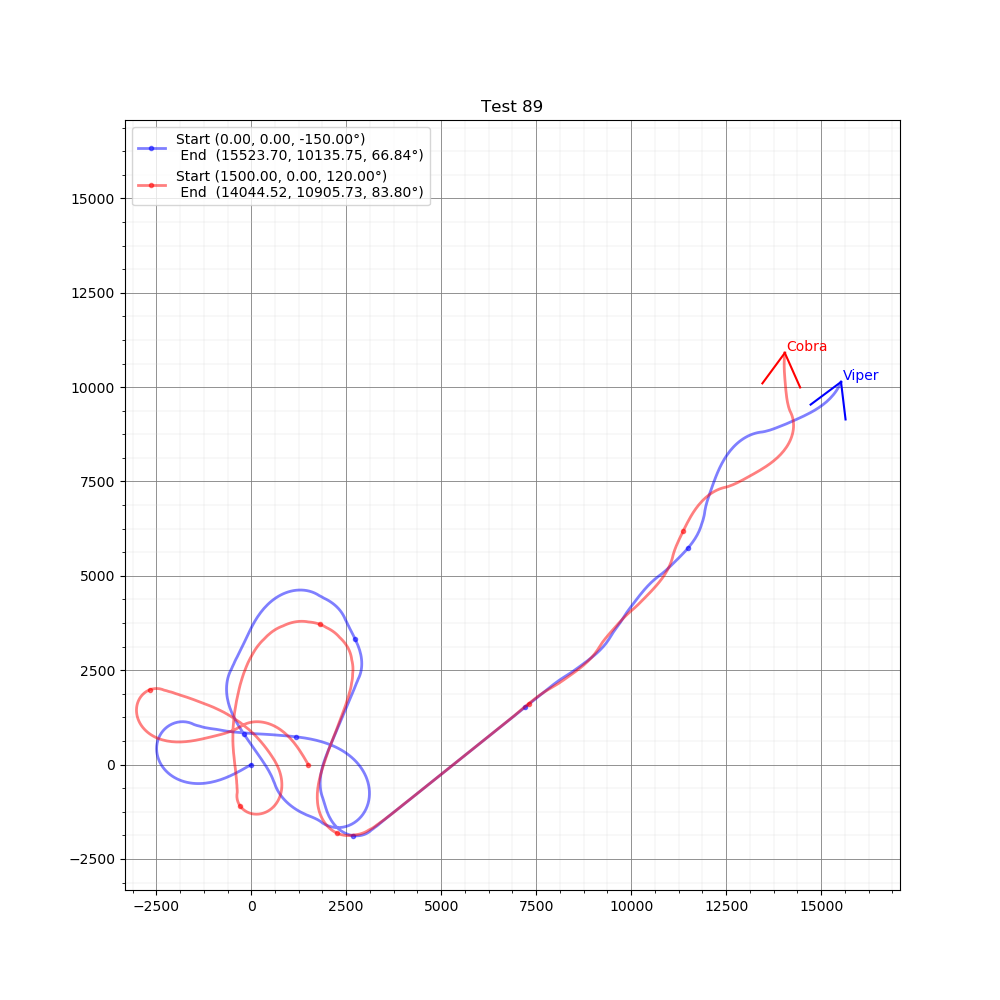 Test 89
Start (0.00, 0.00, -150.00°)
End (15523.70, 10135.75, 66.84°)
Start (1500.00, 0.00, 120.00°)
End (14044.52, 10905.73, 83.80°)
15000
12500
10000
7500
5000
2500
0
−2500
Cobra
Viper
−2500 0 2500 5000 7500 10000 12500 15000